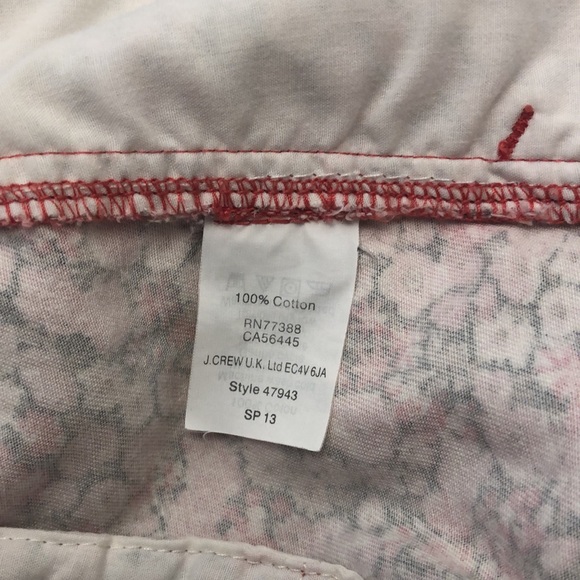 100% Cotton
RN77388
CA56445
J.CREW U.K. Ltd EC4V 6JA
Style 47943
SP 13